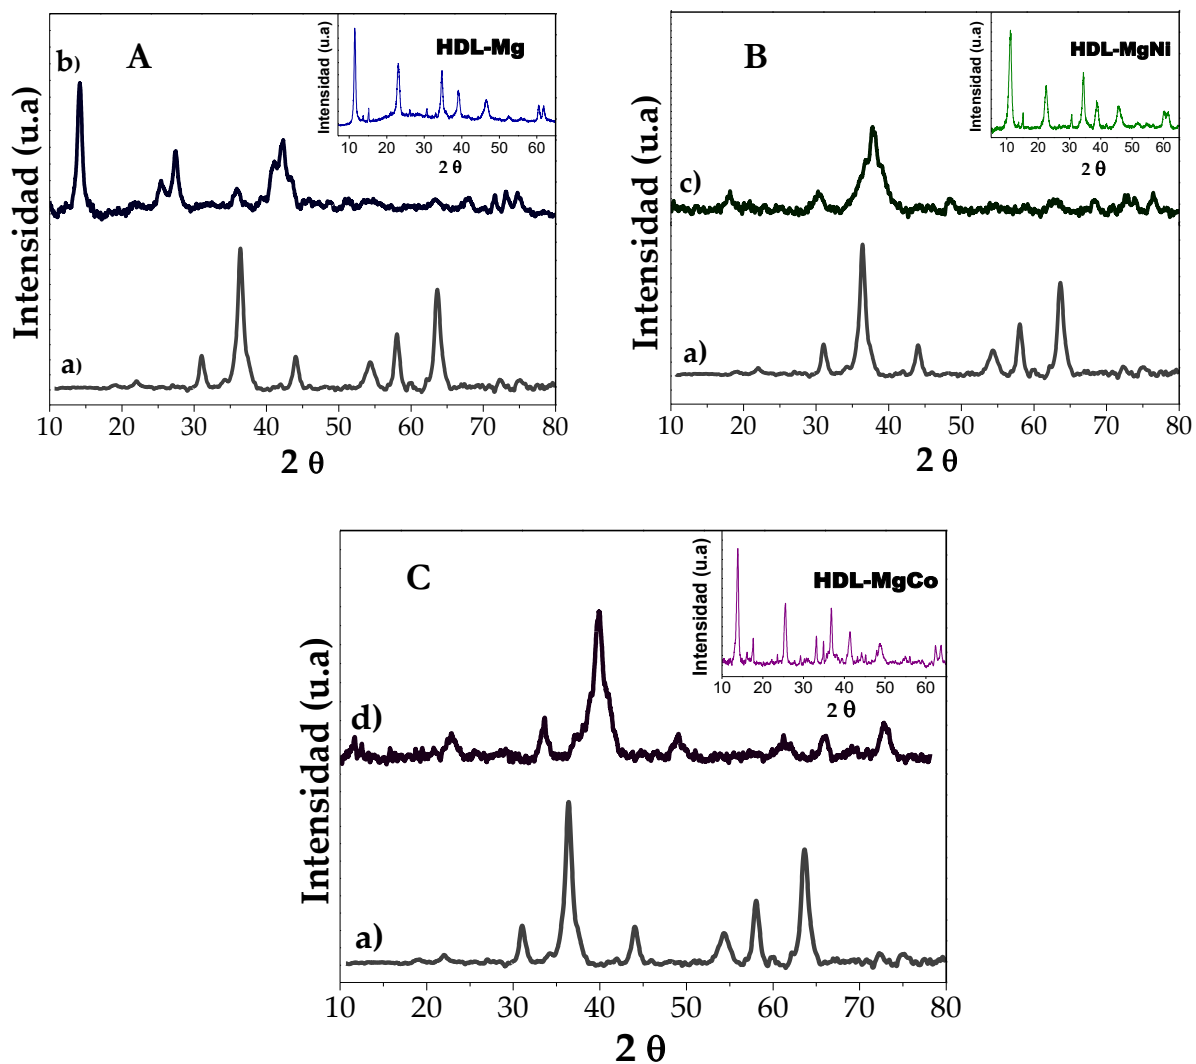 A
b)
a)
Intensidad (u.a)
10 20 30 40 50 60 70 80
2 θ
HDL-Mg
Intensidad (u.a)
10 20 30 40 50 60
2 θ
B
c)
a)
Intensidad (u.a)
10 20 30 40 50 60 70 80
2 θ
HDL-MgNi
Intensidad (u.a)
10 20 30 40 50 60
2 θ
C
d)
a)
Intensidad (u.a)
10 20 30 40 50 60 70 80
2 θ
HDL-MgCo
Intensidad (u.a)
10 20 30 40 50 60
2 θ